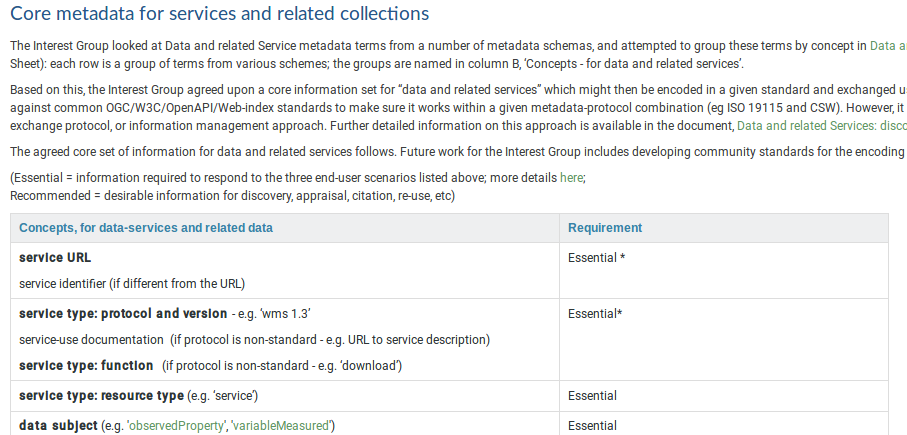 Core metadata for services and related collections
The Interest Group looked at Data and related Service metadata terms from a number of metadata schemas, and attempted to group these terms by concept in Data a
Sheet): each row is a group of terms from various schemes; the groups are named in column B, 'Concepts - for data and related services'.
Based on this, the Interest Group agreed upon a core information set for "data and related services" which might then be encoded in a given standard and exchanged u
against common OGC/W3C/OpenAPI/Web-index standards to make sure it works within a given metadata-protocol combination (eg ISO 19115 and CSW). However, it
exchange protocol, or information management approach. Further detailed information on this approach is available in the document, Data and related Services: disco
The agreed core set of information for data and related services follows. Future work for the Interest Group includes developing community standards for the encoding
(Essential = information required to respond to the three end-user scenarios listed above; more details here;
Recommended = desirable information for discovery, appraisal, citation, re-use, etc)
Concepts, for data-services and related data Requirement
service URL Essential *
service identifier (if different from the URL)
service type: protocol and version - e.g. 'wms 1.3' Essential*
service-use documentation (if protocol is non-standard - e.g. URL to service description)
service type: function (if protocol is non-standard - e.g. 'download')
service type: resource type (e.g. 'service') Essential
data subject (e.g. 'observedProperty', 'variableMeasured') Essential